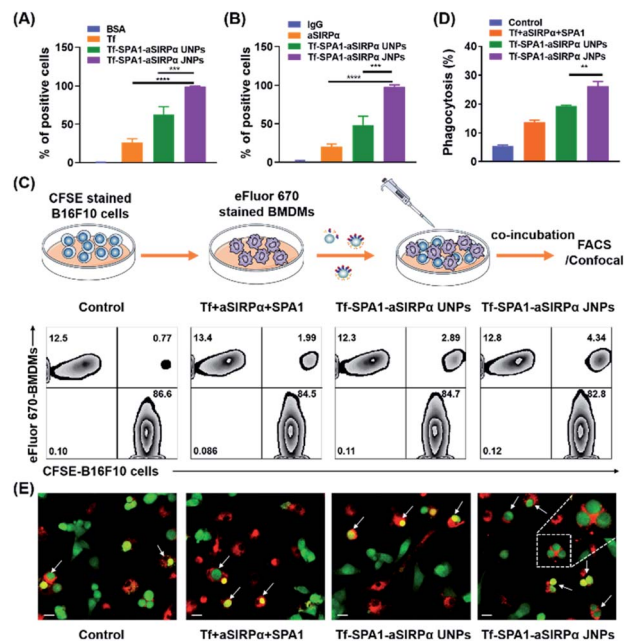 (A)
BSA
Tf
Tf-SPA1-aSIRPα UNPs
Tf-SPA1-aSIRPα JNPs
% of positive cells
100
50
0
***
****
(B)
IgG
aSIRPα
Tf-SPA1-aSIRPα UNPs
Tf-SPA1-aSIRPα JNPs
% of positive cells
100
50
0
***
****
(D)
Control
Tf+aSIRPα+SPA1
Tf-SPA1-aSIRPα UNPs
Tf-SPA1-aSIRPα JNPs
Phagocytosis (%)
40
30
20
10
0
**
(C)
CFSE stained
B16F10 cells
eFluor 670
stained BMDMs
co-incubation
FACS
/Confocal
Control
Tf+aSIRPα+SPA1
Tf-SPA1-aSIRPα UNPs
Tf-SPA1-aSIRPα JNPs
eFluor 670-BMDMs
12.5
0.77
86.6
0.10
13.4
1.99
84.5
0.086
12.3
2.89
84.7
0.11
12.8
4.34
82.8
0.12
CFSE-B16F10 cells
(E)
Control
Tf+aSIRPα+SPA1
Tf-SPA1-aSIRPα UNPs
Tf-SPA1-aSIRPα JNPs